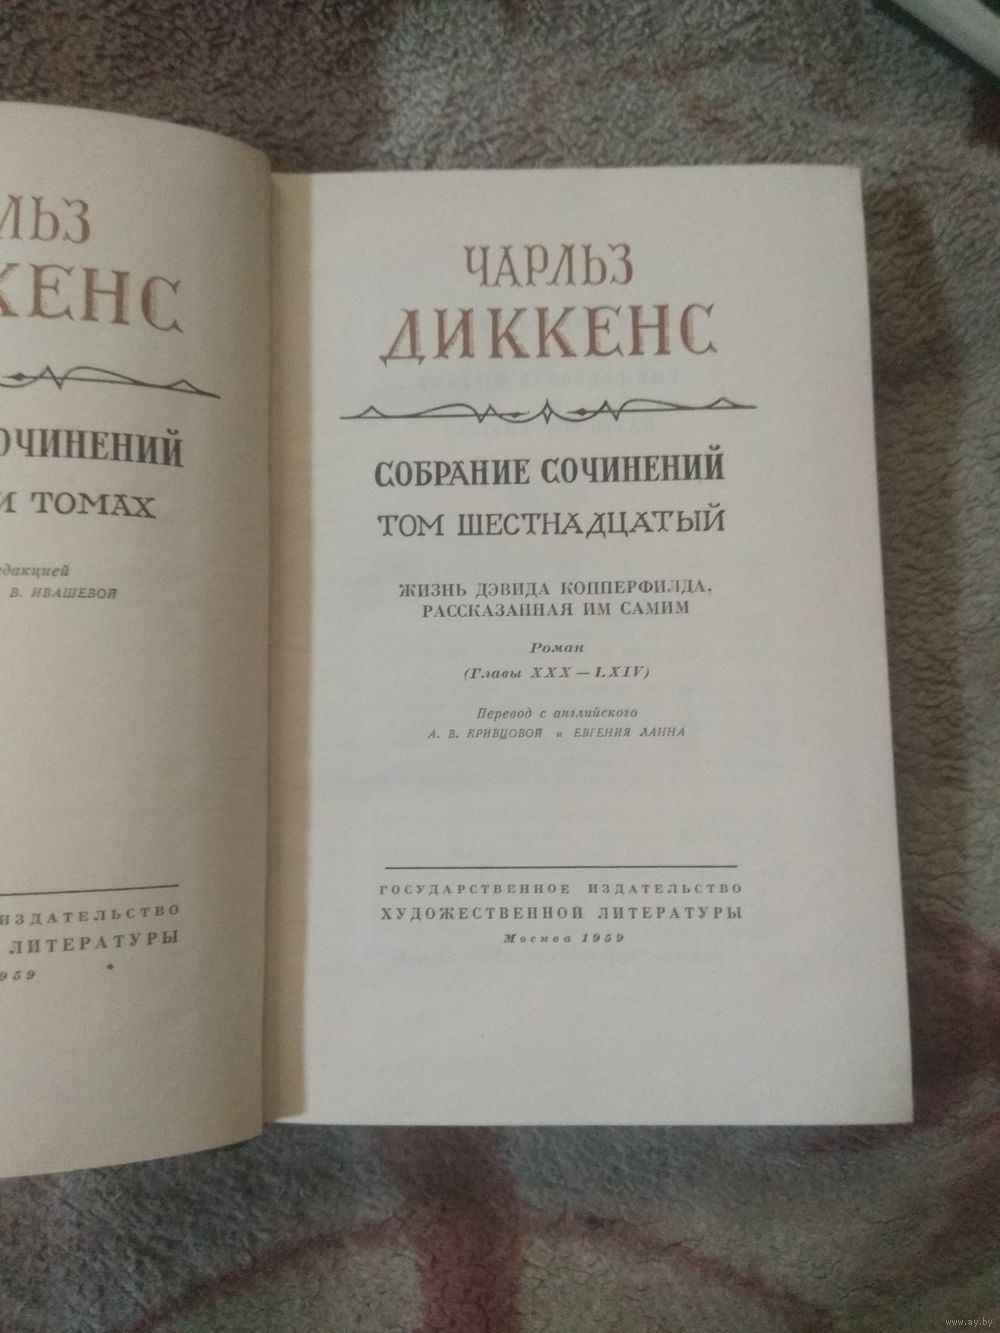 ЛЬЗ
КЕНС
ОЧИНЕНИЙ
И ТОМАХ
едакцией
В. ИВАШЕВОЙ
ИЗДАТЕЛЬСТВО
ЛИТЕРАТУРЫ
959
ЧАРЛЬЗ
ДИККЕНС
СОБРАНИЕ СОЧИНЕНИЙ
ТОМ ШЕСТНАДЦАТЫЙ
ЖИЗНЬ ДЭВИДА КОППЕРФИЛДА,
РАССКАЗАННАЯ ИМ САМИМ
Роман
(Главы XXX — LXIV)
Перевод с английского
А. В. КРИВЦОВОЙ и ЕВГЕНИЯ ЛАННА
ГОСУДАРСТВЕННОЕ ИЗДАТЕЛЬСТВО
ХУДОЖЕСТВЕННОЙ ЛИТЕРАТУРЫ
Москва 1959
www.ay.by